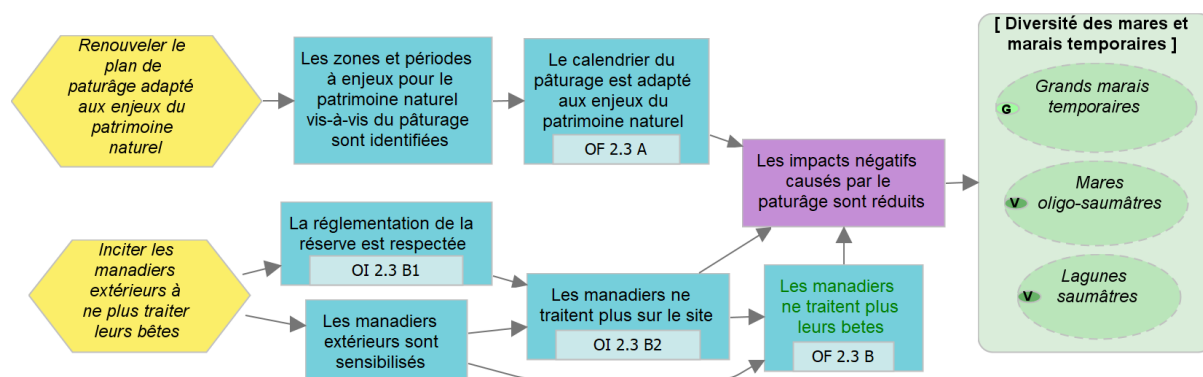 Renouveler le
plan de
paturâge adapté
aux enjeux du
patrimoine
naturel
Les zones et périodes
à enjeux pour le
patrimoine naturel
vis-à-vis du pâturage
sont identifiées
Le calendrier du
pâturage est adapté
aux enjeux du
patrimoine naturel
OF 2.3 A
Les impacts négatifs
causés par le
paturâge sont réduits
[ Diversité des mares et
marais temporaires ]
Grands marais
temporaires
G
Mares
oligo-saumâtres
V
Lagunes
saumâtres
V
Inciter les
manadiers
extérieurs à
ne plus traiter
leurs bêtes
La réglementation de la
réserve est respectée
OI 2.3 B1
Les manadiers
extérieurs sont
sensibilisés
Les manadiers ne
traitent plus sur le site
OI 2.3 B2
Les manadiers
ne traitent plus
leurs betes
OF 2.3 B